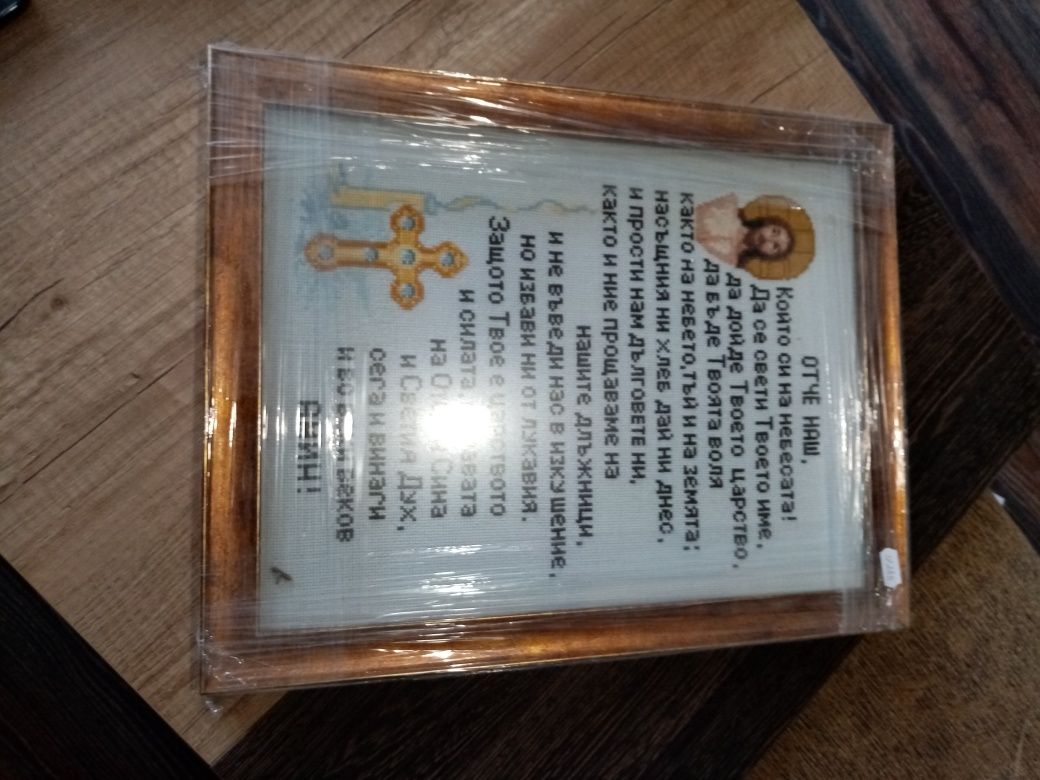 ОТЧЕ НАШ,
Който си на небесата!
Да се свети Твоето име,
да дойде Твоето царство,
да бъде Твоята воля
както на небето, тъй и на земята;
насъщния ни хляб дай ни днес,
и прости нам дълговете ни,
както и ние прощаваме на
нашите длъжници,
и не въведи нас в изкушение,
но избави ни от лукавия.
Защото Твое е царството
и силата
на Сина
и Светия Дух,
сега и винаги
и во веки веков